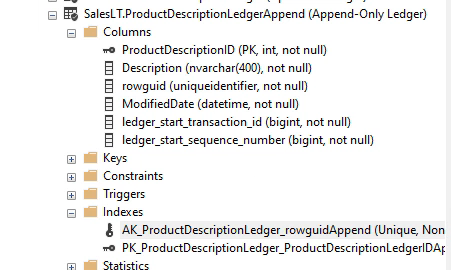 SalesLT.ProductDescriptionLedgerAppend (Append-Only Ledger)
Columns
ProductDescriptionID (PK, int, not null)
Description (nvarchar(400), not null)
rowguid (uniqueidentifier, not null)
ModifiedDate (datetime, not null)
ledger_start_transaction_id (bigint, not null)
ledger_start_sequence_number (bigint, not null)
Keys
Constraints
Triggers
Indexes
AK_ProductDescriptionLedger_rowguidAppend (Unique, Non
PK_ProductDescriptionLedger_ProductDescriptionLedgerIDAp
Statistics